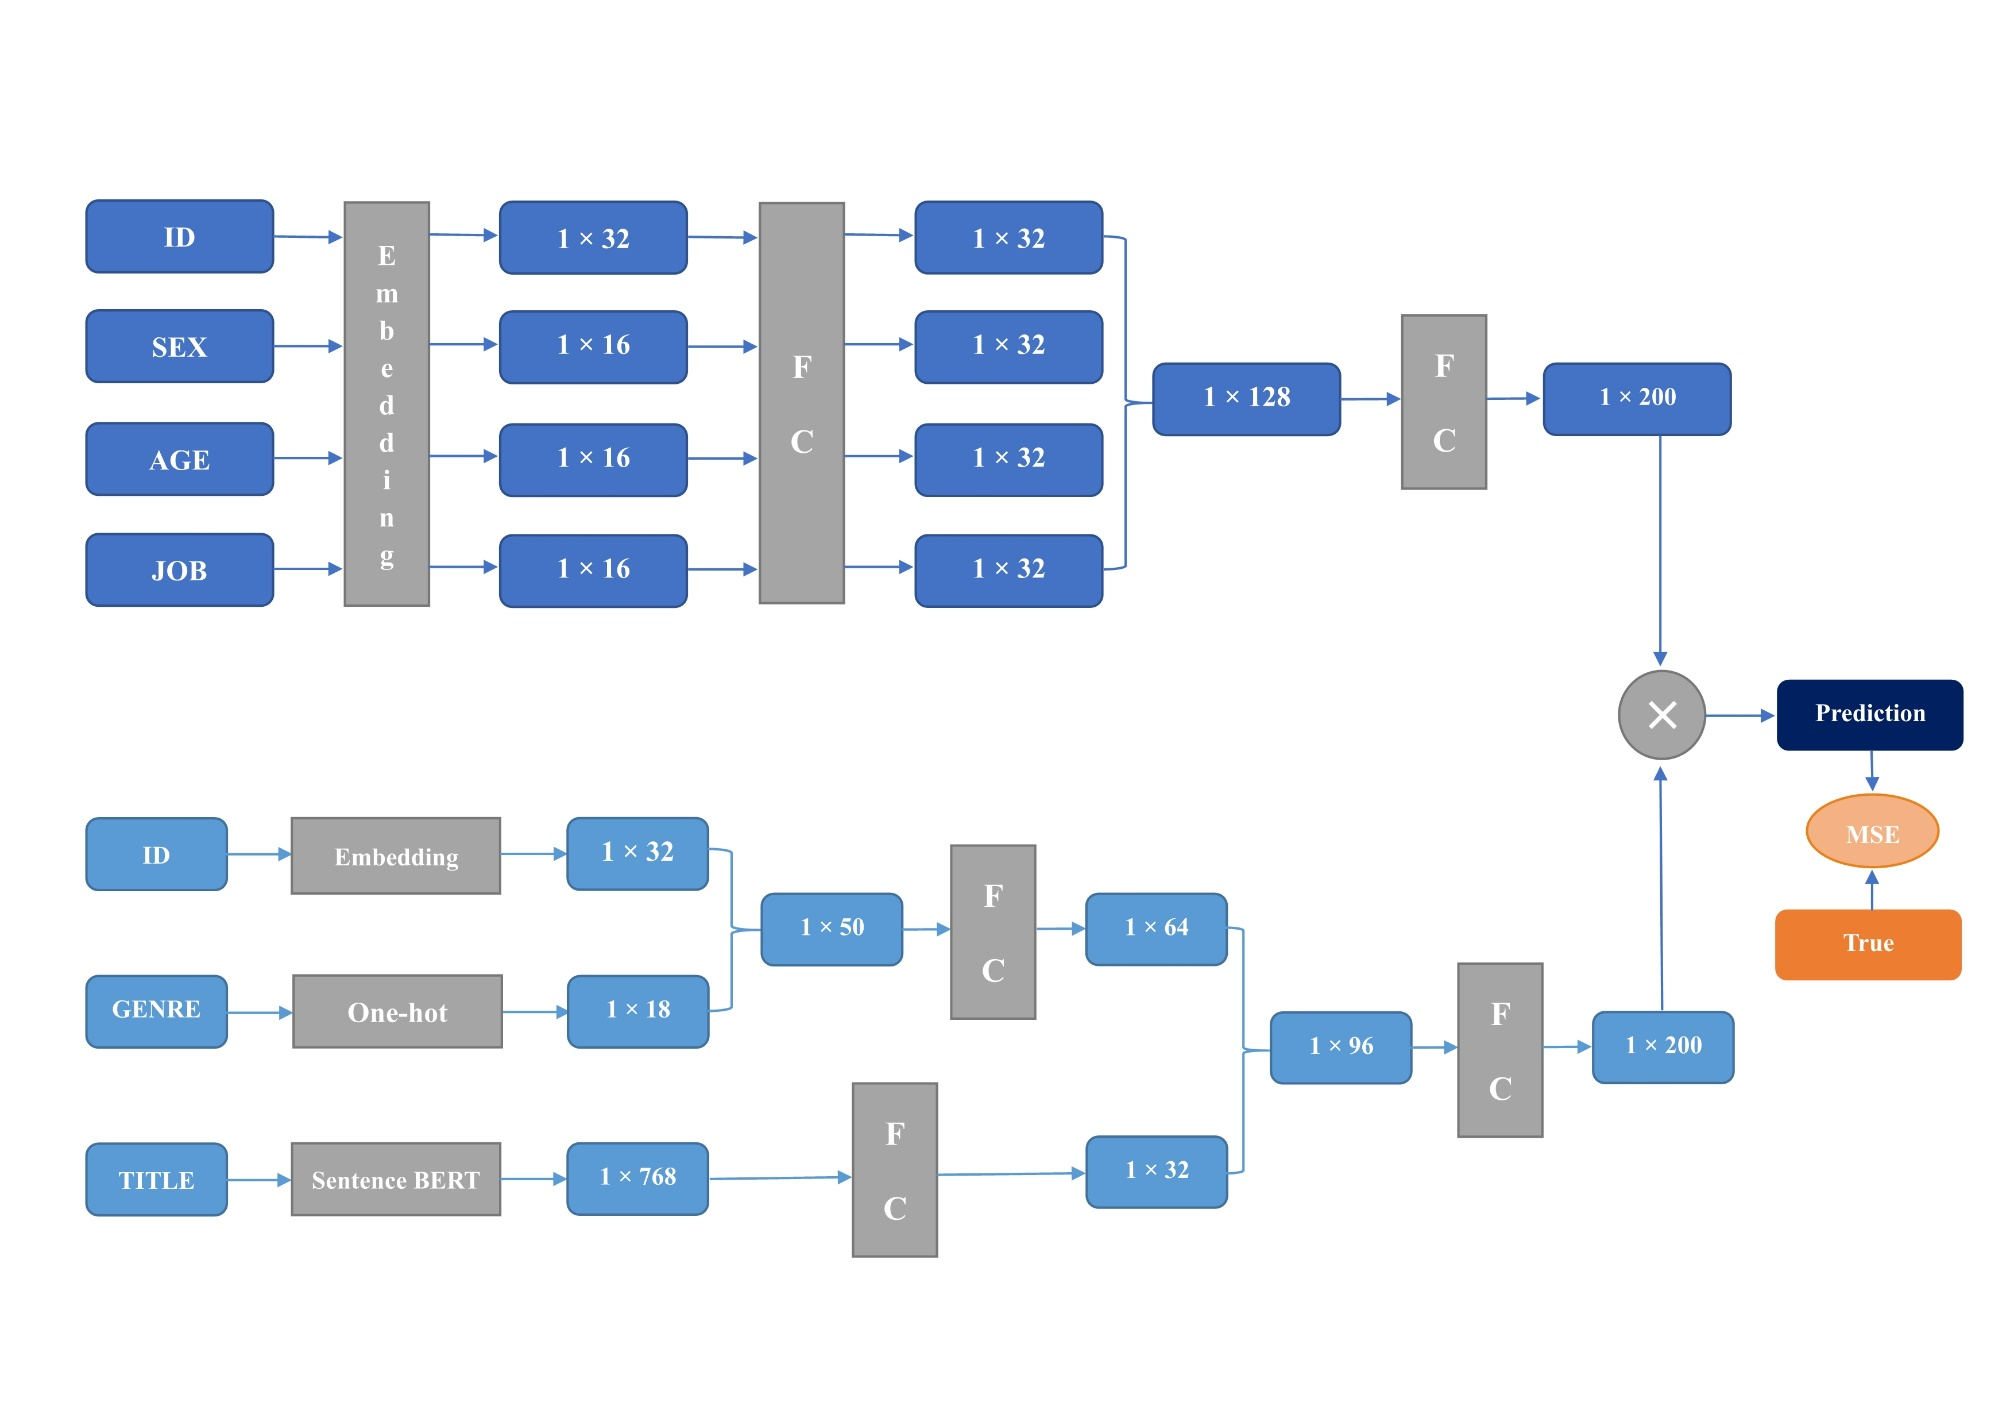 ID
Embedding
1 × 32
FC
1 × 32
SEX
1 × 16
1 × 32
AGE
1 × 16
1 × 32
JOB
1 × 16
1 × 32
1 × 128
FC
1 × 200
×
Prediction
MSE
True
ID
Embedding
1 × 32
GENRE
One-hot
1 × 18
1 × 50
FC
1 × 64
TITLE
Sentence BERT
1 × 768
FC
1 × 32
1 × 96
FC
1 × 200